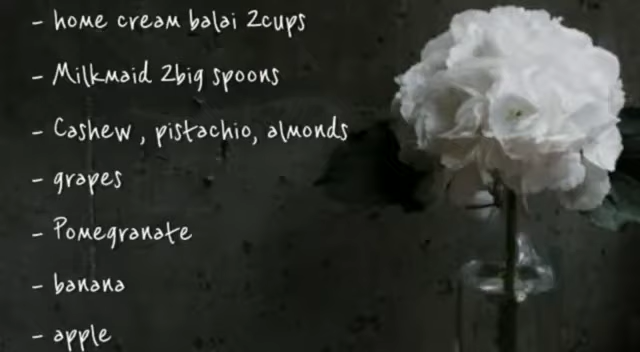 - home cream balai 2cups
- Milkmaid 2big spoons
- Cashew , pistachio, almonds
- grapes
- Pomegranate
- banana
- apple